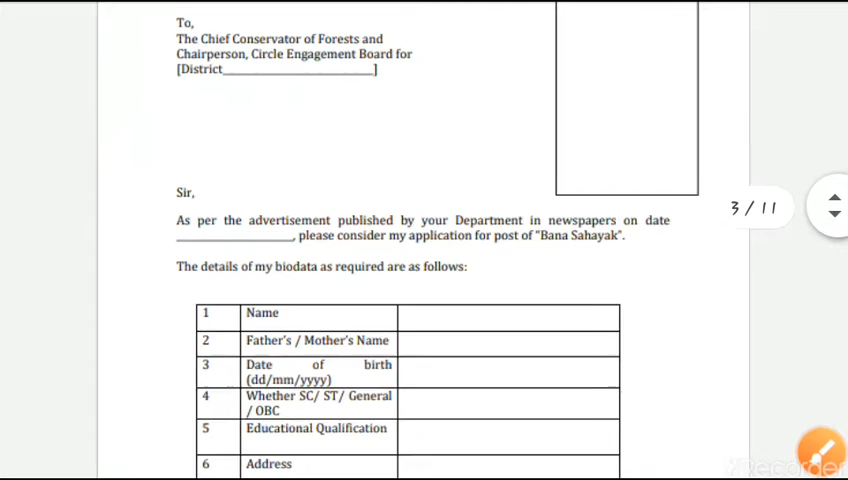 To,
The Chief Conservator of Forests and
Chairperson, Circle Engagement Board for
[District______________________]
Sir,
As per the advertisement published by your Department in newspapers on date
_________________, please consider my application for post of "Bana Sahayak".
The details of my biodata as required are as follows:
1 Name
2 Father's / Mother's Name
3 Date of birth
(dd/mm/yyyy)
4 Whether SC/ ST/ General
/ OBC
5 Educational Qualification
6 Address
3 / 11
Recorder